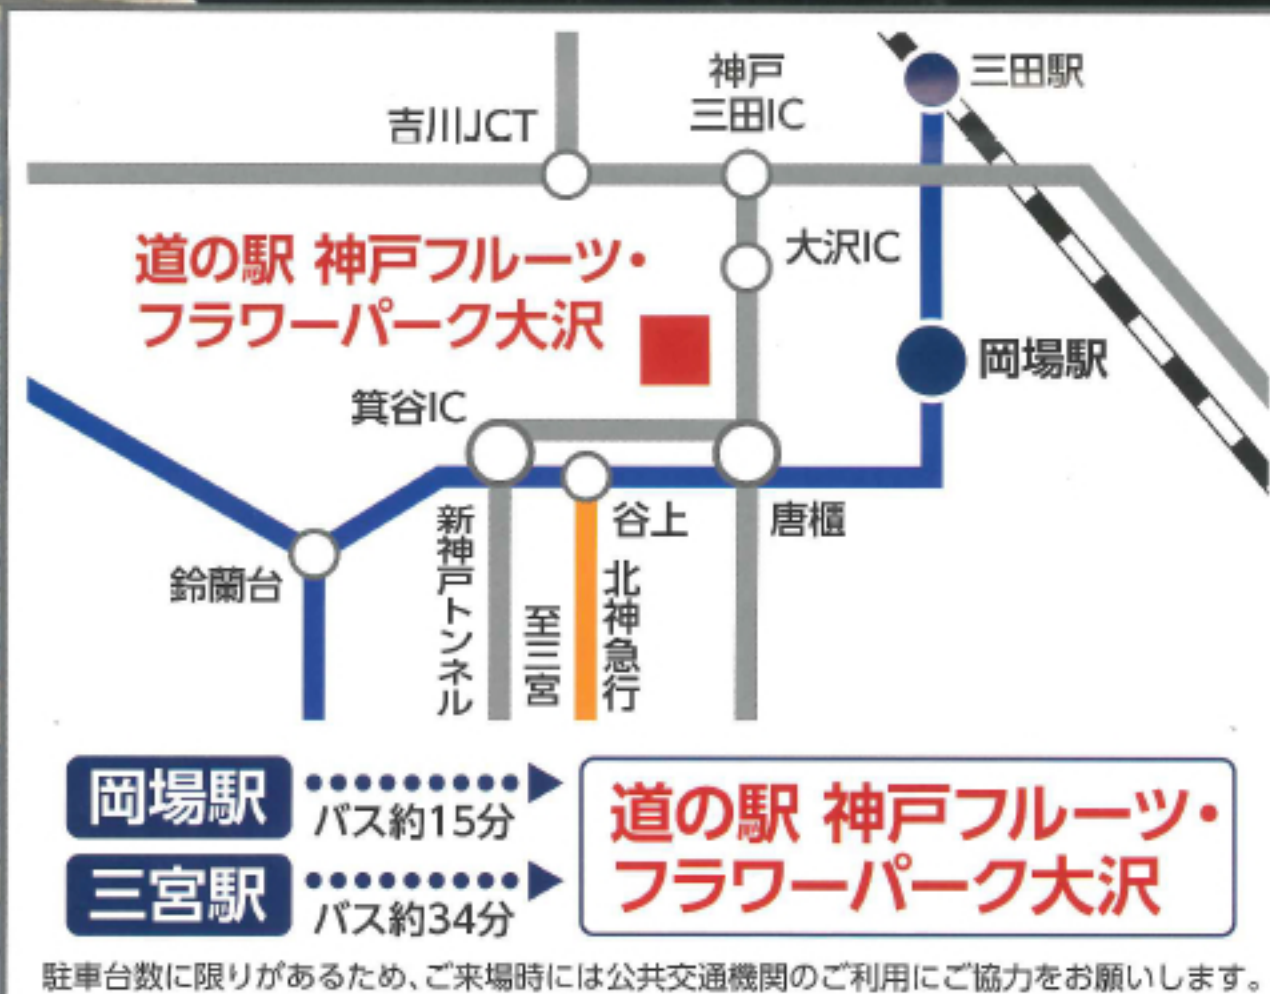 神戸
三田IC
三田駅
吉川JCT
道の駅 神戸フルーツ・
フラワーパーク大沢
大沢IC
岡場駅
箕谷IC
谷上
唐櫃
鈴蘭台
新神戸トンネル
至三宮
北神急行
岡場駅
バス約15分
三宮駅
バス約34分
道の駅 神戸フルーツ・
フラワーパーク大沢
駐車台数に限りがあるため、ご来場時には公共交通機関のご利用にご協力をお願いします。